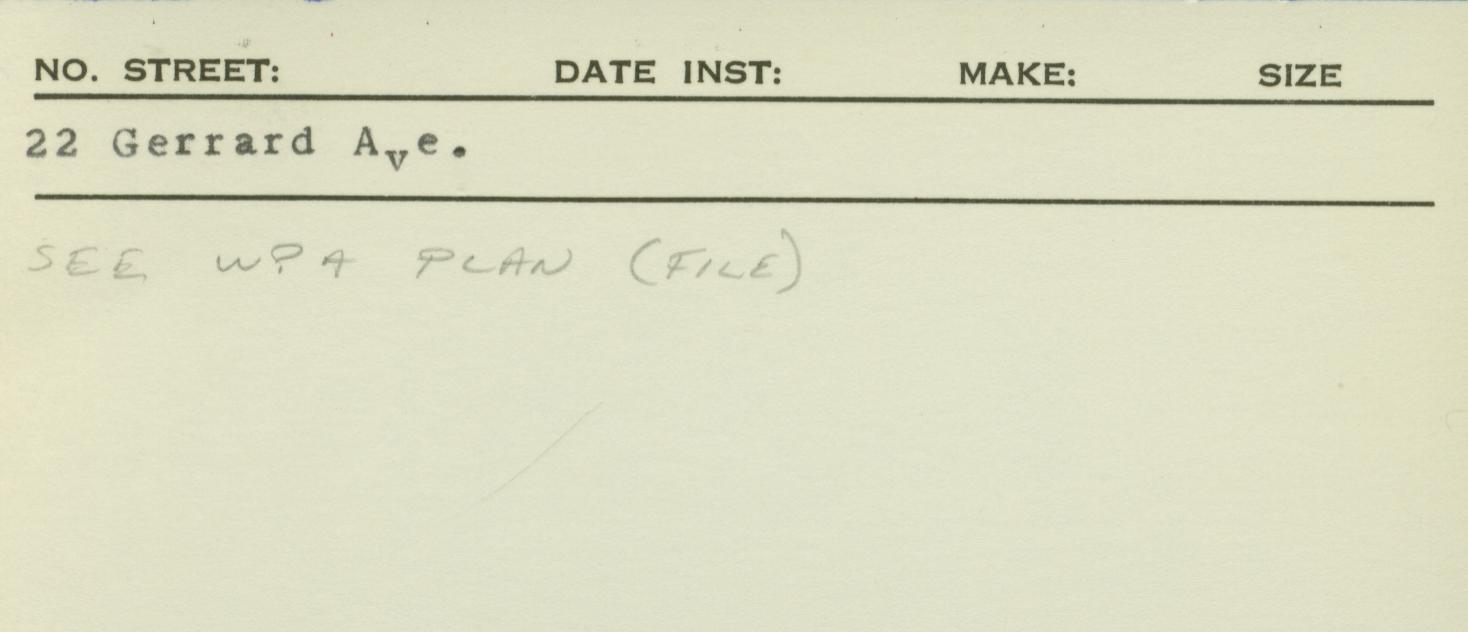 NO. STREET: DATE INST: MAKE: SIZE
22 Gerrard Ave.
SEE WPA PLAN (FILE)